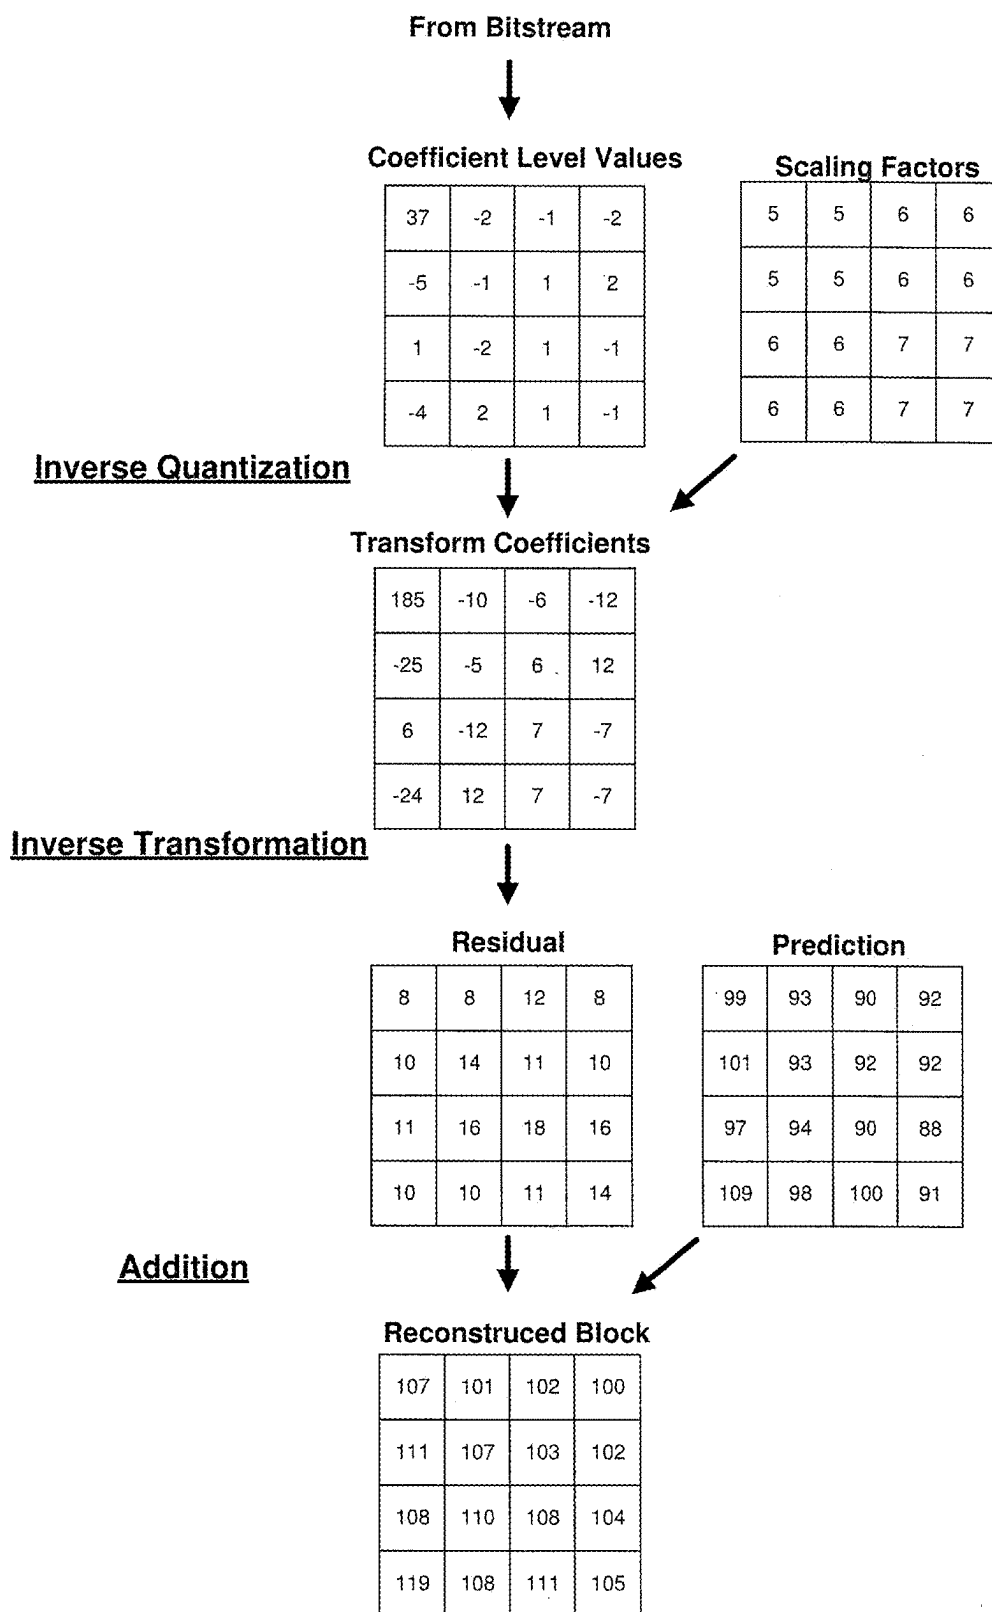 From Bitstream
Coefficient Level Values
Scaling Factors
37 -2 -1 -2
-5 -1 1 2
1 -2 1 -1
-4 2 1 -1
5 5 6 6
5 5 6 6
6 6 7 7
6 6 7 7
Inverse Quantization
Transform Coefficients
185 -10 -6 -12
-25 -5 6 12
6 -12 7 -7
-24 12 7 -7
Inverse Transformation
Residual
Prediction
8 8 12 8
10 14 11 10
11 16 18 16
10 10 11 14
99 93 90 92
101 93 92 92
97 94 90 88
109 98 100 91
Addition
Reconstruced Block
107 101 102 100
111 107 103 102
108 110 108 104
119 108 111 105